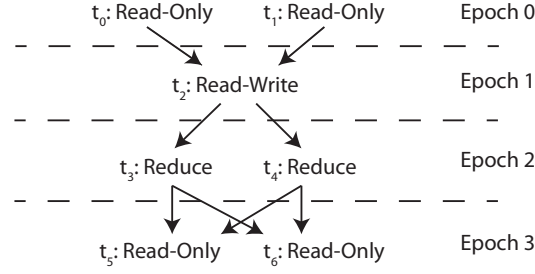 t₀: Read-Only t₁: Read-Only Epoch 0
t₂: Read-Write Epoch 1
t₃: Reduce t₄: Reduce Epoch 2
t₅: Read-Only t₆: Read-Only Epoch 3